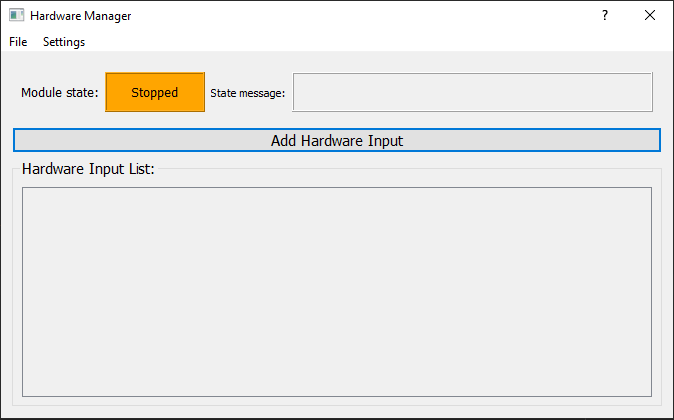 Hardware Manager
?
File Settings
Module state: Stopped State message:
Add Hardware Input
Hardware Input List: